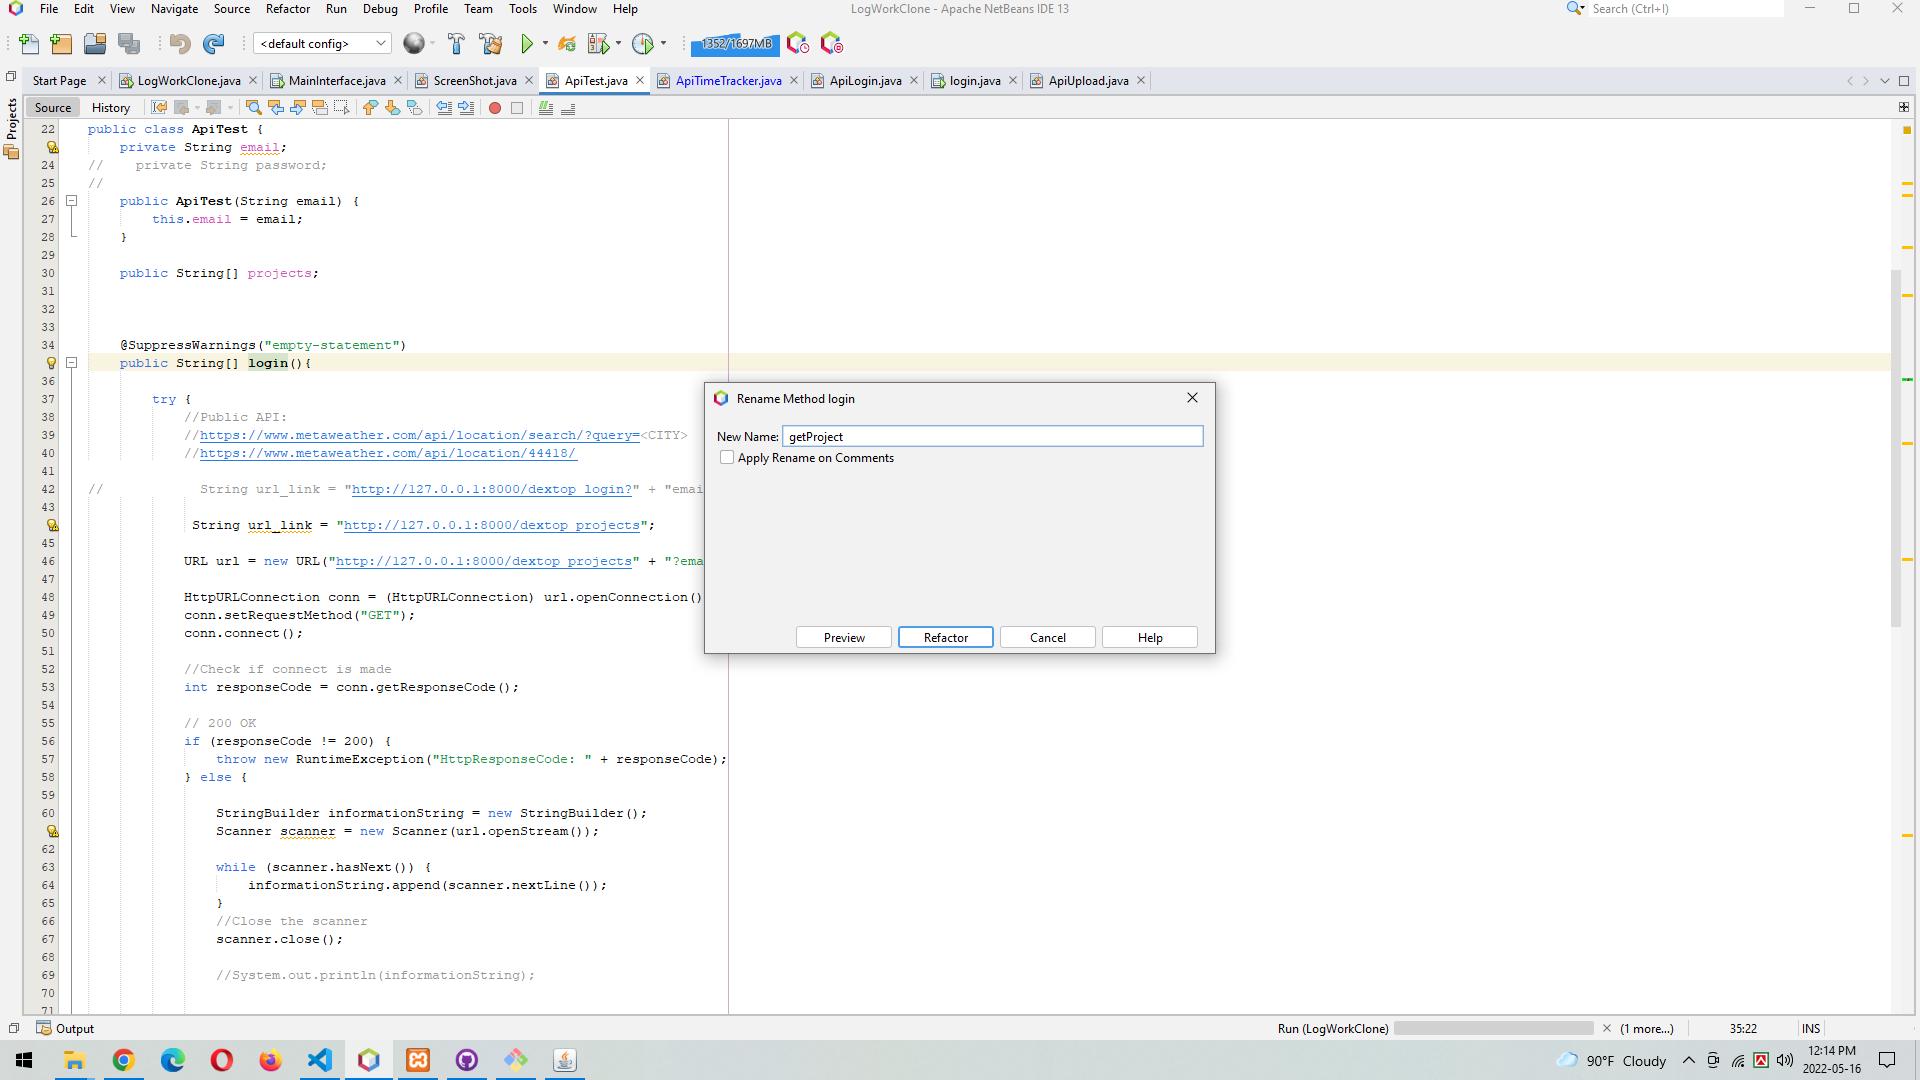 File Edit View Navigate Source Refactor Run Debug Profile Team Tools Window Help
LogWorkClone - Apache NetBeans IDE 13
Search (Ctrl+I)
<default config>
1352/1697MB
Start Page LogWorkClone.java MainInterface.java ScreenShot.java ApiTest.java ApiTimeTracker.java ApiLogin.java login.java ApiUpload.java
Source History
Projects
22 public class ApiTest {
private String email;
24 // private String password;
25 //
26 public ApiTest(String email) {
27 this.email = email;
28 }
29
30 public String[] projects;
31
32
33
34 @SuppressWarnings("empty-statement")
public String[] login(){
36
37 try {
38 //Public API:
39 //https://www.metaweather.com/api/location/search/?query=<CITY>
40 //https://www.metaweather.com/api/location/44418/
41
42 // String url_link = "http://127.0.0.1:8000/dextop_login?" + "emai
43
String url_link = "http://127.0.0.1:8000/dextop_projects";
45
46 URL url = new URL("http://127.0.0.1:8000/dextop_projects" + "?ema
47
48 HttpURLConnection conn = (HttpURLConnection) url.openConnection()
49 conn.setRequestMethod("GET");
50 conn.connect();
51
52 //Check if connect is made
53 int responseCode = conn.getResponseCode();
54
55 // 200 OK
56 if (responseCode != 200) {
57 throw new RuntimeException("HttpResponseCode: " + responseCode);
58 } else {
59
60 StringBuilder informationString = new StringBuilder();
Scanner scanner = new Scanner(url.openStream());
62
63 while (scanner.hasNext()) {
64 informationString.append(scanner.nextLine());
65 }
66 //Close the scanner
67 scanner.close();
68
69 //System.out.println(informationString);
70
71
Rename Method login
New Name: getProject
Apply Rename on Comments
Preview Refactor Cancel Help
Output
Run (LogWorkClone) (1 more...) 35:22 INS
90°F Cloudy
12:14 PM
2022-05-16